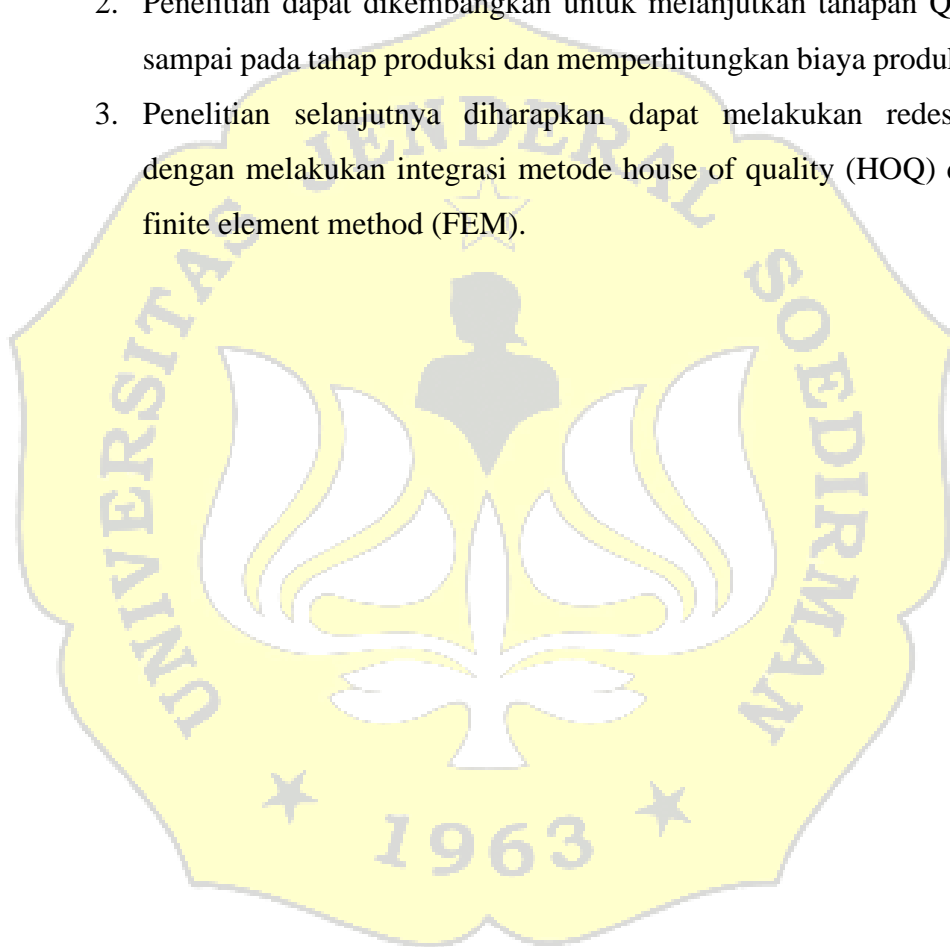 2. Penelitian dapat dikembangkan untuk melanjutkan tahapan
sampai pada tahap produksi dan memperhitungkan biaya
3. Penelitian selanjutnya diharapkan dapat melakukan
dengan melakukan integrasi metode house of quality (HOQ)
finite element method (FEM).
UNIVERSITAS JENDERAL SOEDIRMAN
1963